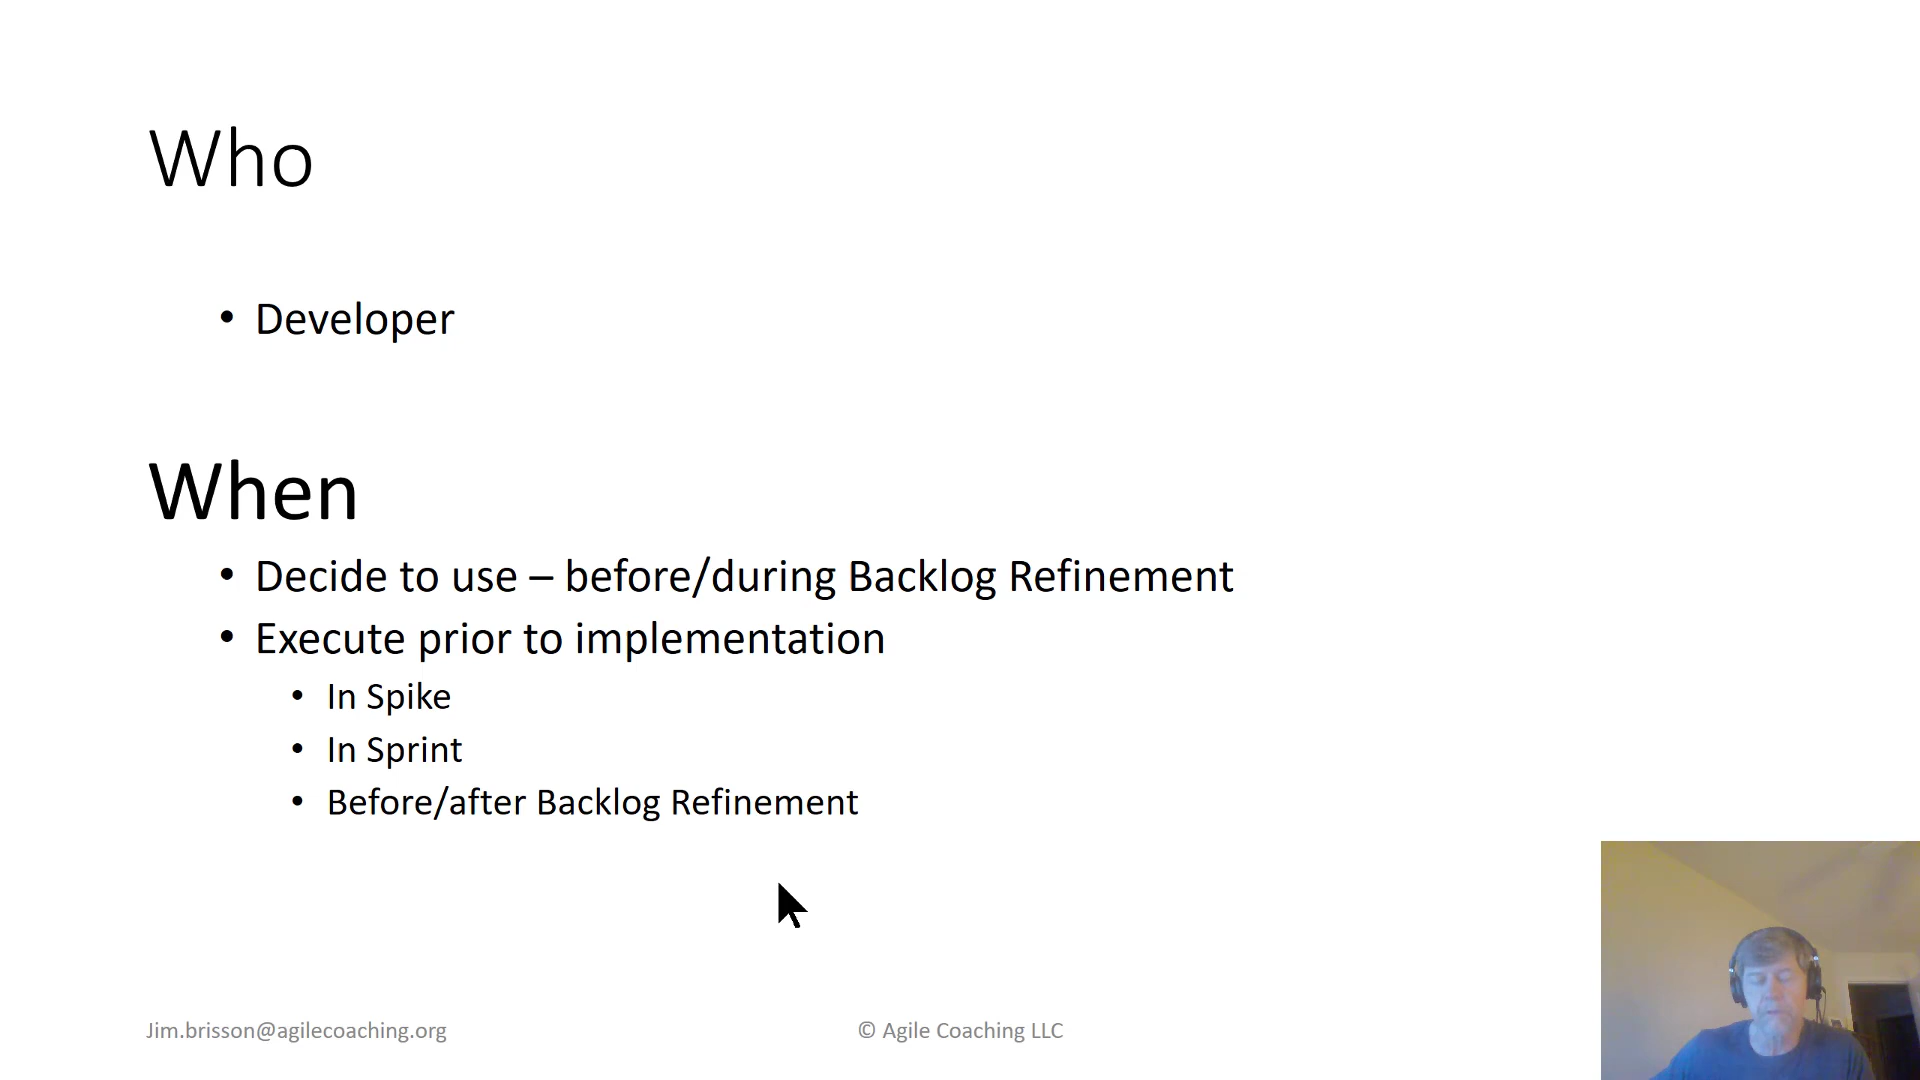 Who
• Developer
When
• Decide to use – before/during Backlog Refinement
• Execute prior to implementation
• In Spike
• In Sprint
• Before/after Backlog Refinement
Jim.brisson@agilecoaching.org
© Agile Coaching LLC